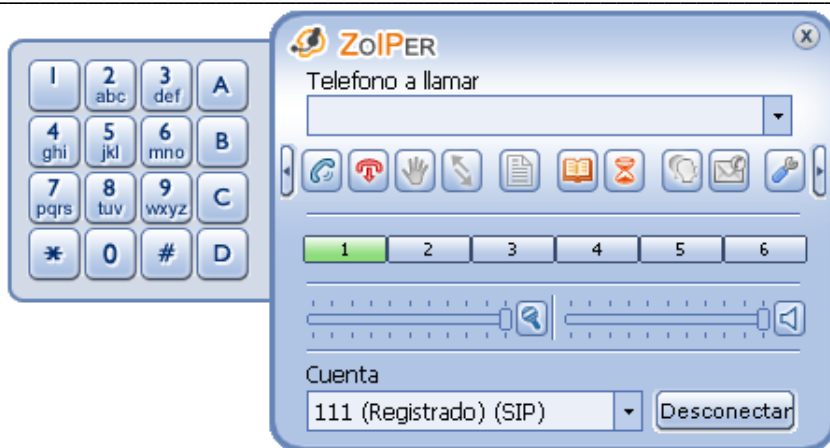 ZOIPER
x
Telefono a llamar
1 2 3 A
abc def
4 5 6 B
ghi jkl mno
7 8 9 C
pqrs tuv wxyz
* 0 # D
1 2 3 4 5 6
Cuenta
111 (Registrado) (SIP) Desconectar